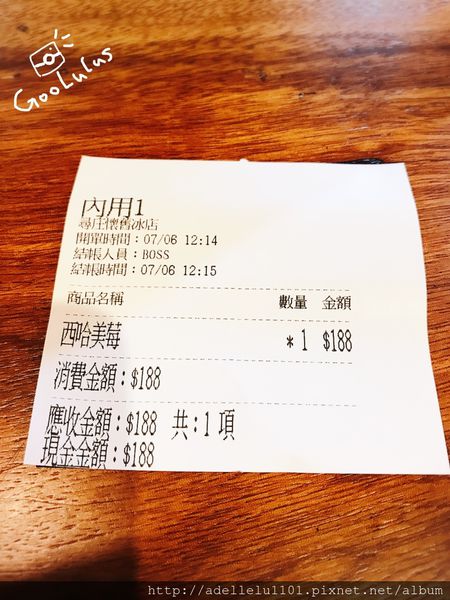 GooLulus
內用1
尋庄懷舊冰店
開單時間：07/06 12:14
結帳人員：BOSS
結帳時間：07/06 12:15
商品名稱 數量 金額
西哈美莓 *1 $188
消費金額：$188
應收金額：$188 共：1 項
現金金額：$188
http://adellelu1101.pixnet.net/album